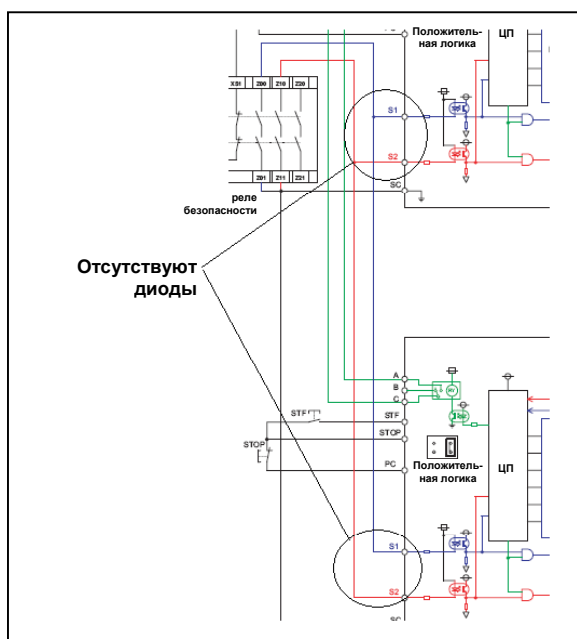 Положитель-
ная логика
ЦП
XS1 Z00 Z10 Z20
S1
S2
Z01 Z11 Z21
SC
реле
безопасности
Отсутствуют
диоды
A
B
C
STF
STF
STOP
STOP
PC
Положитель-
ная логика
ЦП
S1
S2
SC